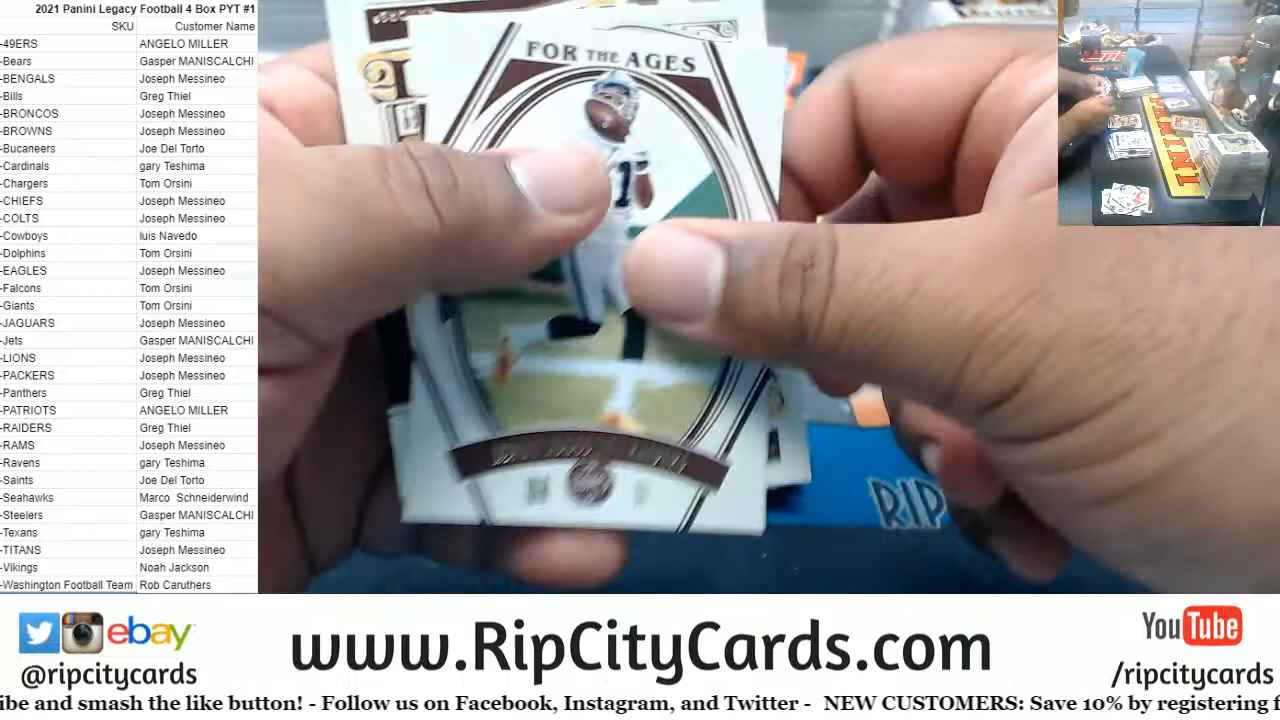 2021 Panini Legacy Football 4 Box PYT #1
SKU Customer Name
-49ERS ANGELO MILLER
-Bears Gasper MANISCALCHI
-BENGALS Joseph Messineo
-Bills Greg Thiel
-BRONCOS Joseph Messineo
-BROWNS Joseph Messineo
-Bucaneers Joe Del Torto
-Cardinals gary Teshima
-Chargers Tom Orsini
-CHIEFS Joseph Messineo
-COLTS Joseph Messineo
-Cowboys luis Navedo
-Dolphins Tom Orsini
-EAGLES Joseph Messineo
-Falcons Tom Orsini
-Giants Tom Orsini
-JAGUARS Joseph Messineo
-Jets Gasper MANISCALCHI
-LIONS Joseph Messineo
-PACKERS Joseph Messineo
-Panthers Greg Thiel
-PATRIOTS ANGELO MILLER
-RAIDERS Greg Thiel
-RAMS Joseph Messineo
-Ravens gary Teshima
-Saints Joe Del Torto
-Seahawks Marco Schneiderwind
-Steelers Gasper MANISCALCHI
-Texans gary Teshima
-TITANS Joseph Messineo
-Vikings Noah Jackson
-Washington Football Team Rob Caruthers
FOR THE AGES
1
RIP
PANINI
ebay
@ripcitycards
www.RipCityCards.com
YouTube
/ripcitycards
ibe and smash the like button! - Follow us on Facebook, Instagram, and Twitter - NEW CUSTOMERS: Save 10% by registering f